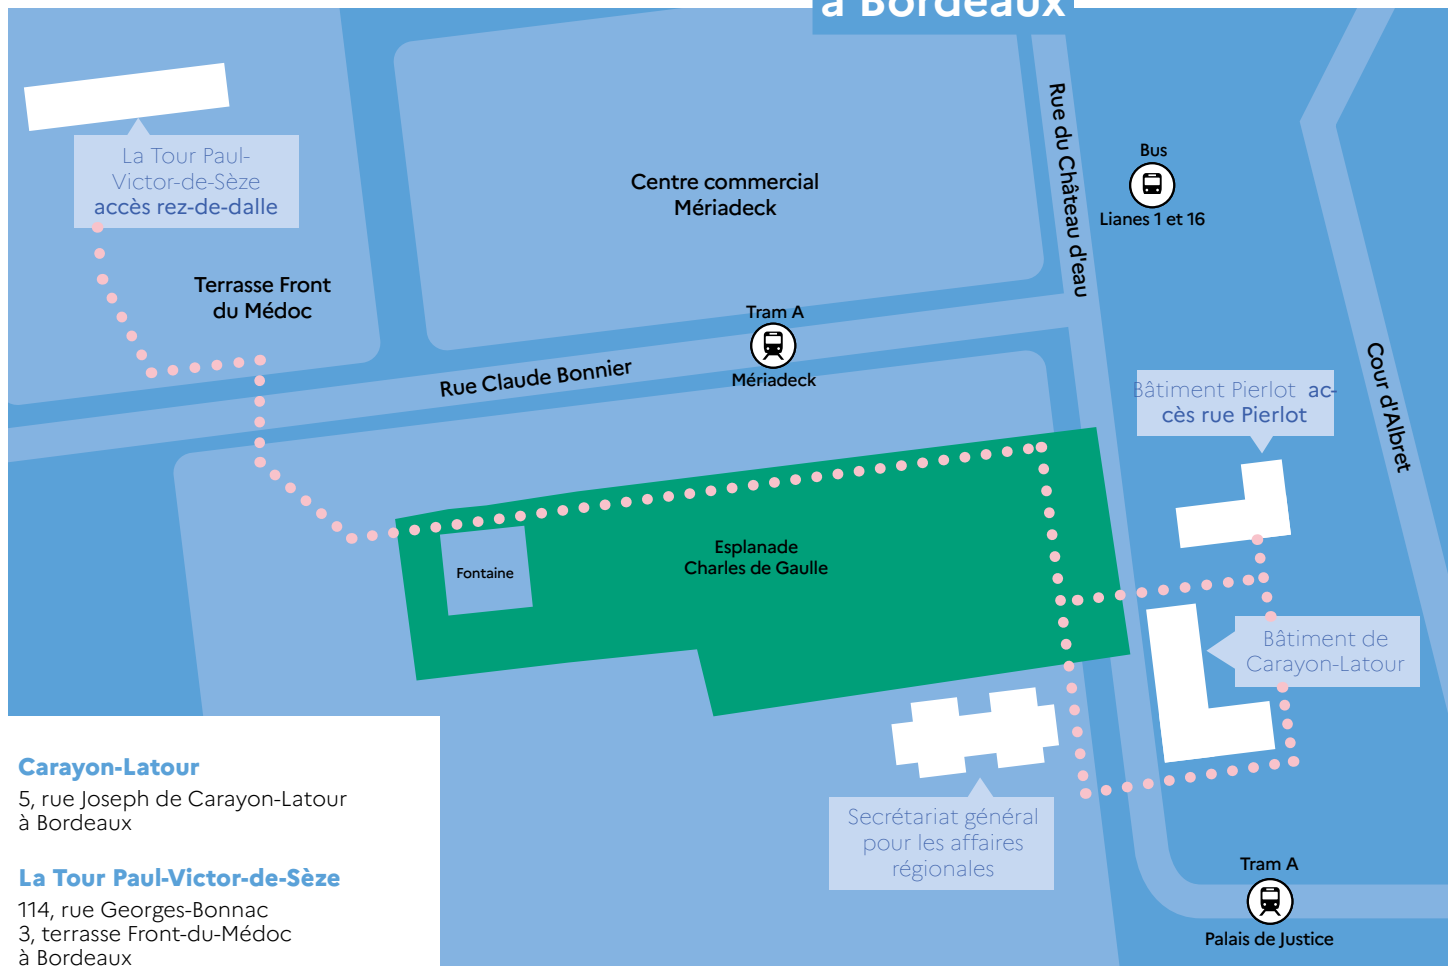 à Bordeaux
La Tour Paul-
Victor-de-Sèze
accès rez-de-dalle
Terrasse Front
du Médoc
Centre commercial
Mériadeck
Rue du Château d'eau
Bus
Lianes 1 et 16
Tram A
Mériadeck
Rue Claude Bonnier
Cour d'Albret
Bâtiment Pierlot ac-
cès rue Pierlot
Esplanade
Charles de Gaulle
Fontaine
Bâtiment de
Carayon-Latour
Secrétariat général
pour les affaires
régionales
Tram A
Palais de Justice
Carayon-Latour
5, rue Joseph de Carayon-Latour
à Bordeaux
La Tour Paul-Victor-de-Sèze
114, rue Georges-Bonnac
3, terrasse Front-du-Médoc
à Bordeaux